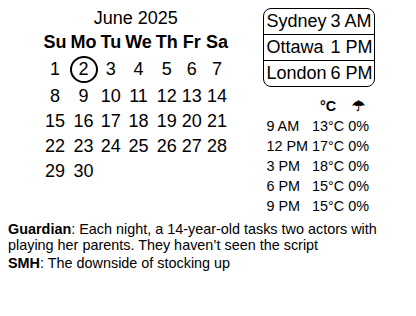 June 2025
Su Mo Tu We Th Fr Sa
1 2 3 4 5 6 7
8 9 10 11 12 13 14
15 16 17 18 19 20 21
22 23 24 25 26 27 28
29 30
Sydney 3 AM
Ottawa 1 PM
London 6 PM
°C ☂
9 AM 13°C 0%
12 PM 17°C 0%
3 PM 18°C 0%
6 PM 15°C 0%
9 PM 15°C 0%
Guardian: Each night, a 14-year-old tasks two actors with
playing her parents. They haven’t seen the script
SMH: The downside of stocking up